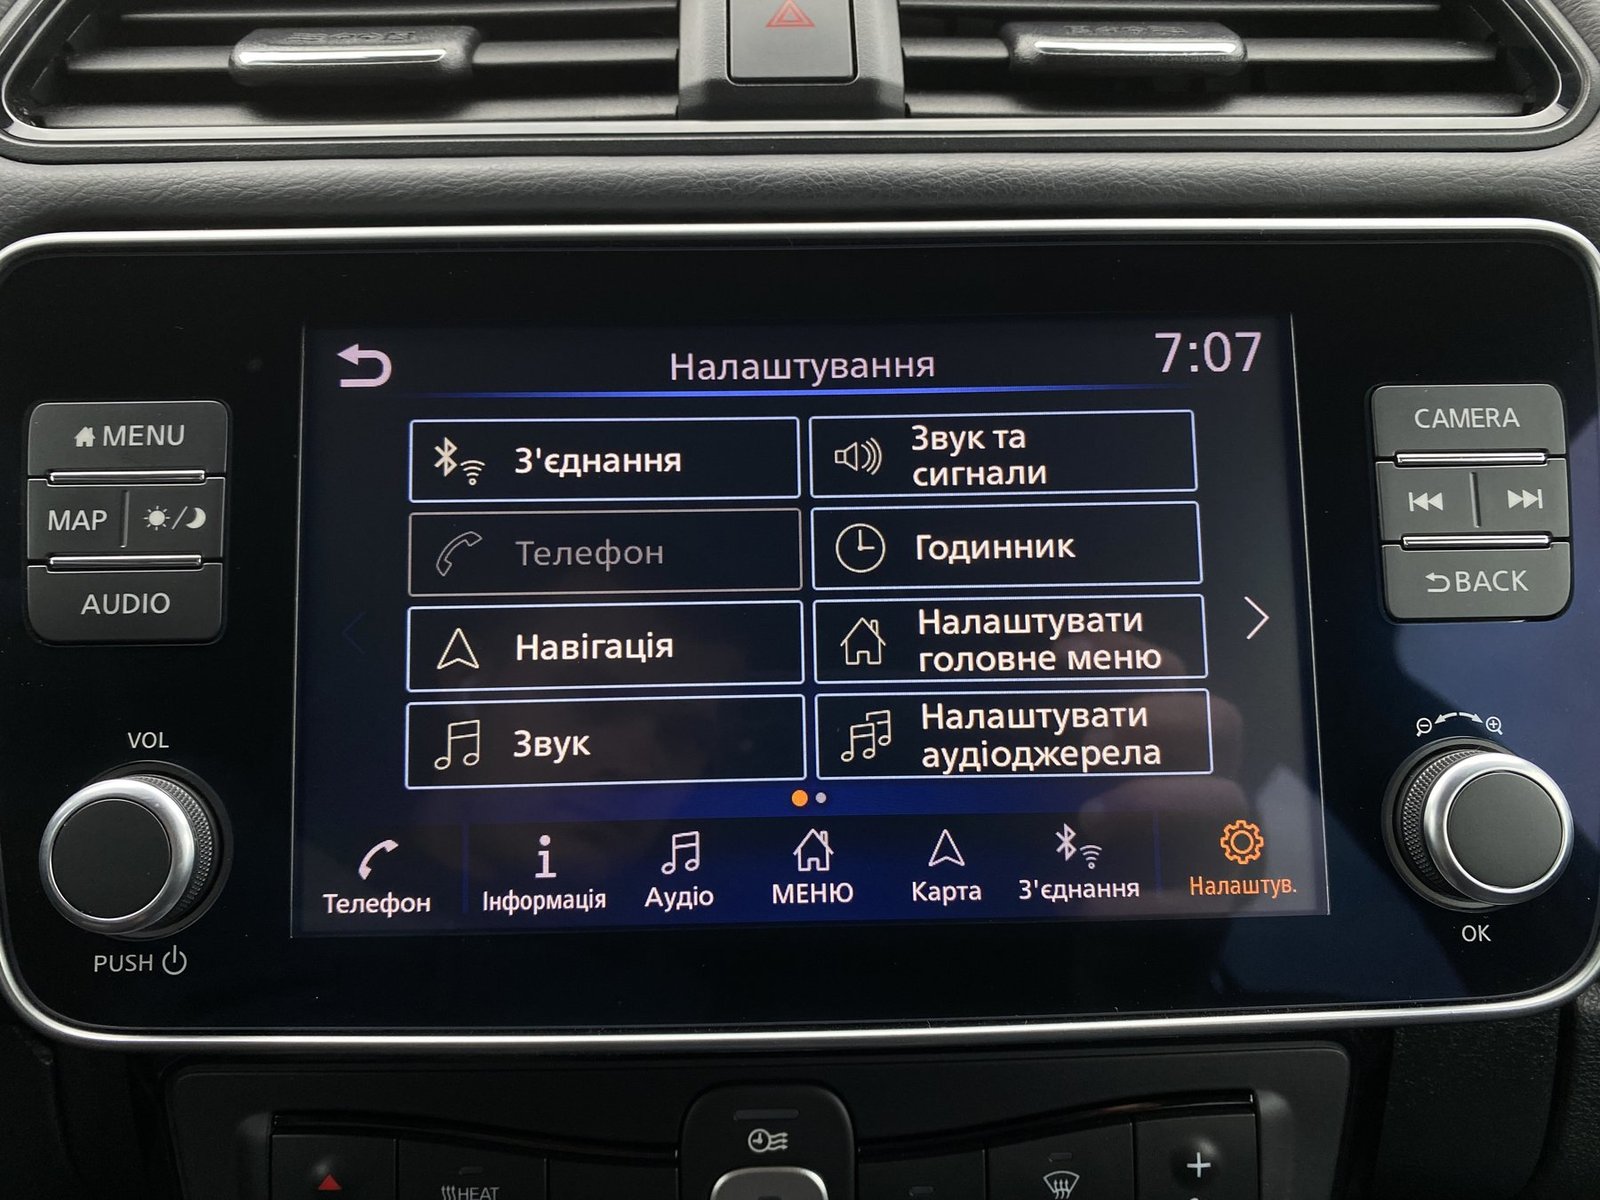 Налаштування
7:07
MENU
MAP
AUDIO
VOL
PUSH
З'єднання
Звук та
сигнали
Телефон
Годинник
Навігація
Налаштувати
головне меню
Звук
Налаштувати
аудіоджерела
Телефон
Інформація
Аудіо
МЕНЮ
Карта
З'єднання
Налаштув.
CAMERA
BACK
OK
HEAT